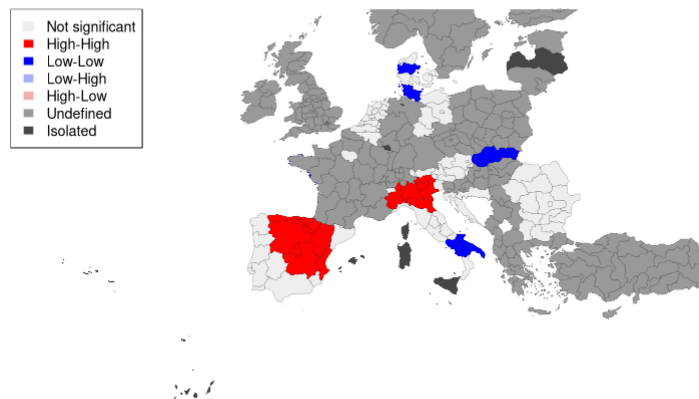 Not significant
High-High
Low-Low
Low-High
High-Low
Undefined
Isolated